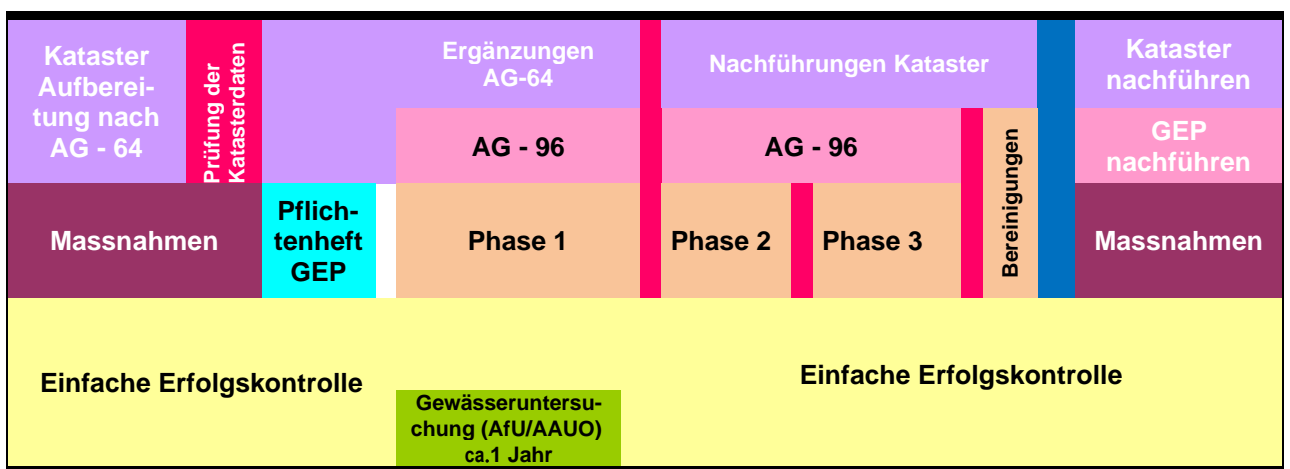 Kataster
Aufberei-
tung nach
AG - 64
Prüfung der
Katasterdaten
Ergänzungen
AG-64
Nachführungen Kataster
Kataster
nachführen
AG - 96
AG - 96
GEP
nachführen
Massnahmen
Pflich-
tenheft
GEP
Phase 1
Phase 2
Phase 3
Bereinigungen
Massnahmen
Einfache Erfolgskontrolle
Einfache Erfolgskontrolle
Gewässeruntersu-
chung (AfU/AAUO)
ca.1 Jahr